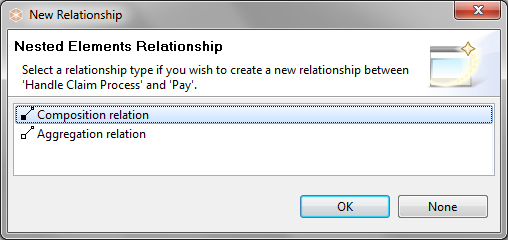 New Relationship
Nested Elements Relationship
Select a relationship type if you wish to create a new relationship between
'Handle Claim Process' and 'Pay'.
Composition relation
Aggregation relation
OK
None